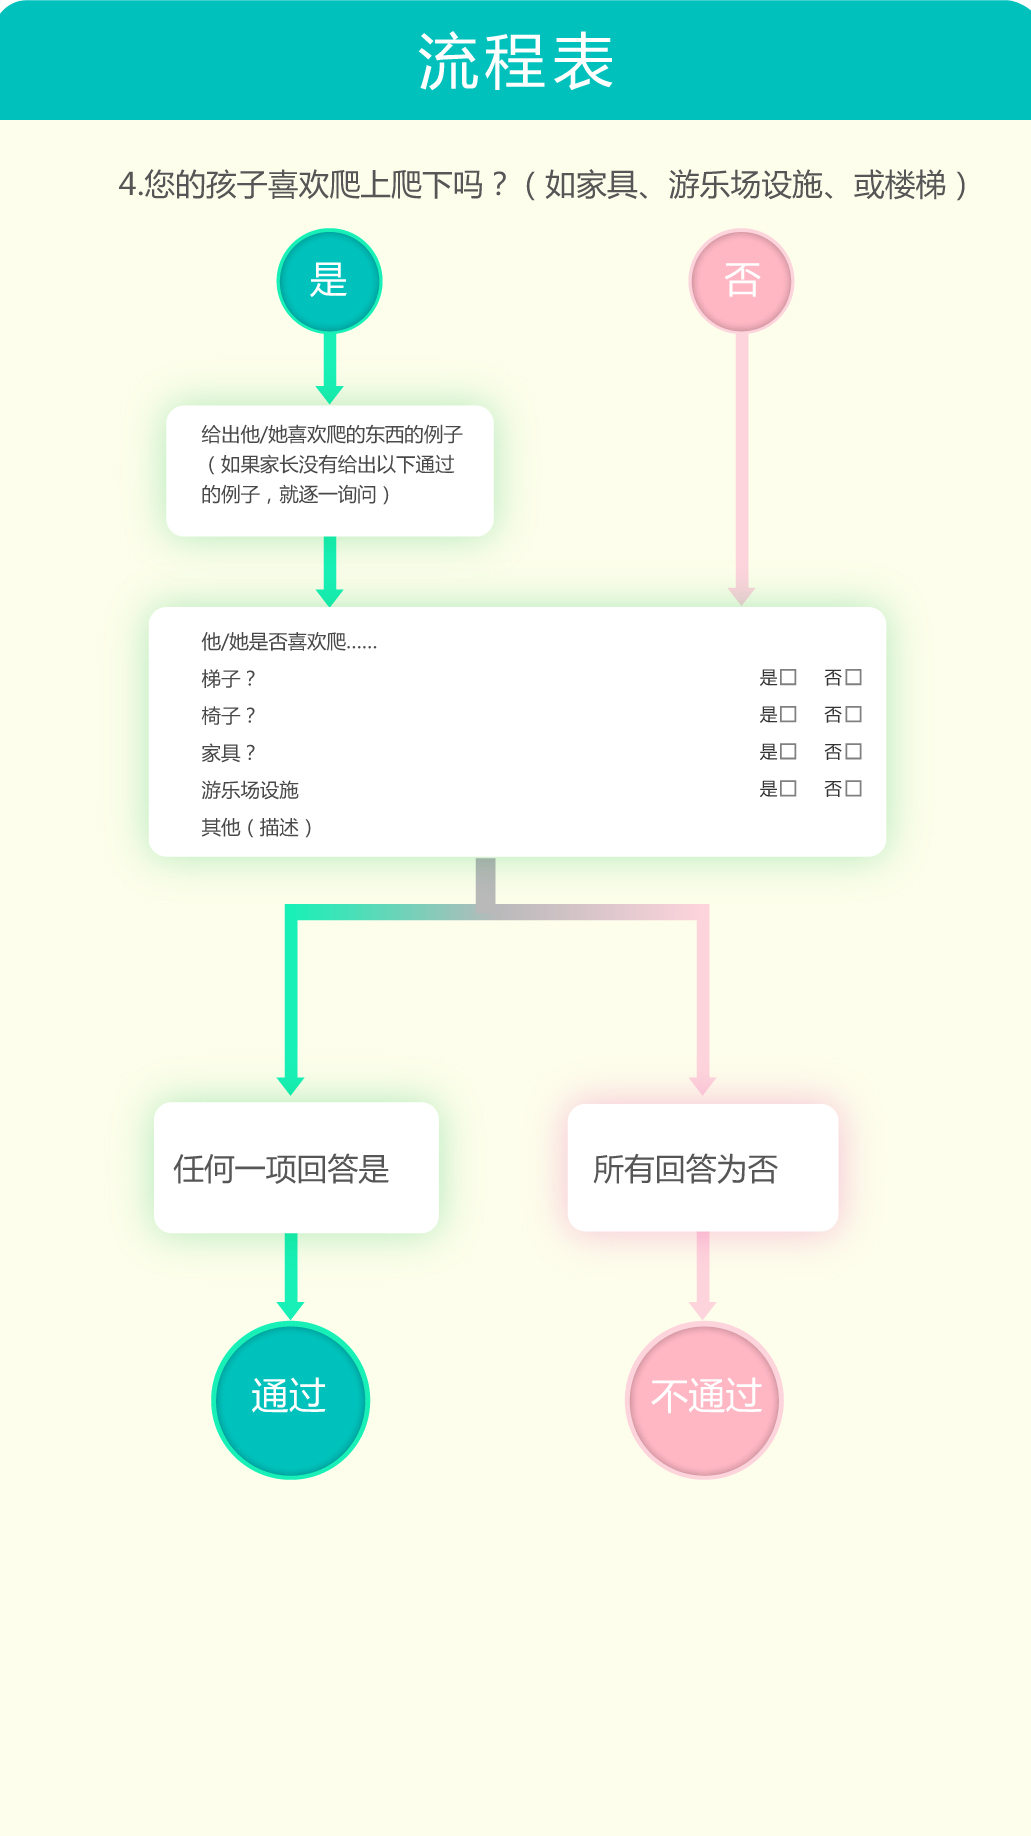 流程表
4.您的孩子喜欢爬上爬下吗？（如家具、游乐场设施、或楼梯）
是 否
给出他/她喜欢爬的东西的例子
（如果家长没有给出以下通过
的例子，就逐一询问）
他/她是否喜欢爬......
梯子？ 是□ 否□
椅子？ 是□ 否□
家具？ 是□ 否□
游乐场设施 是□ 否□
其他（描述）
任何一项回答是 所有回答为否
通过 不通过